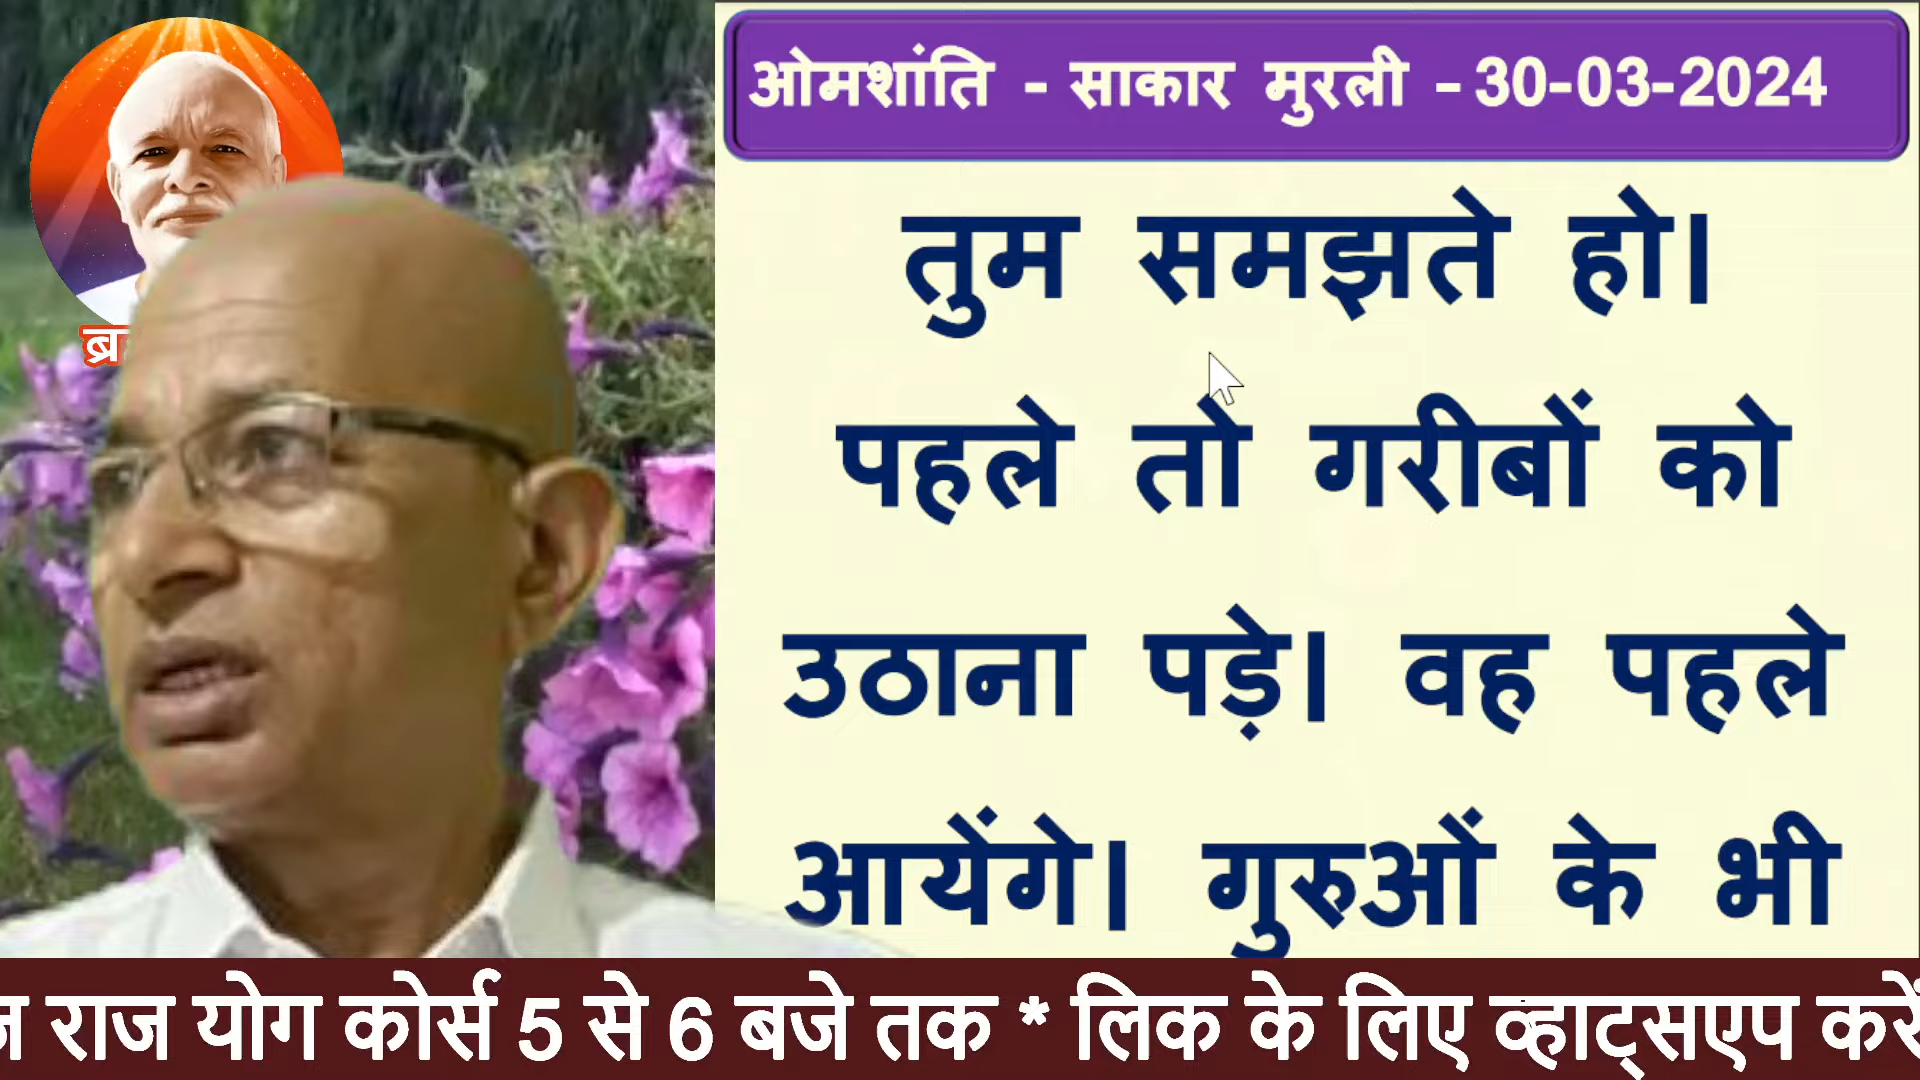 ओमशांति - साकार मुरली - 30-03-2024
तुम समझते हो।
पहले तो गरीबों को
उठाना पड़े। वह पहले
आयेंगे। गुरुओं के भी
राज योग कोर्स 5 से 6 बजे तक * लिंक के लिए व्हाट्सएप करें